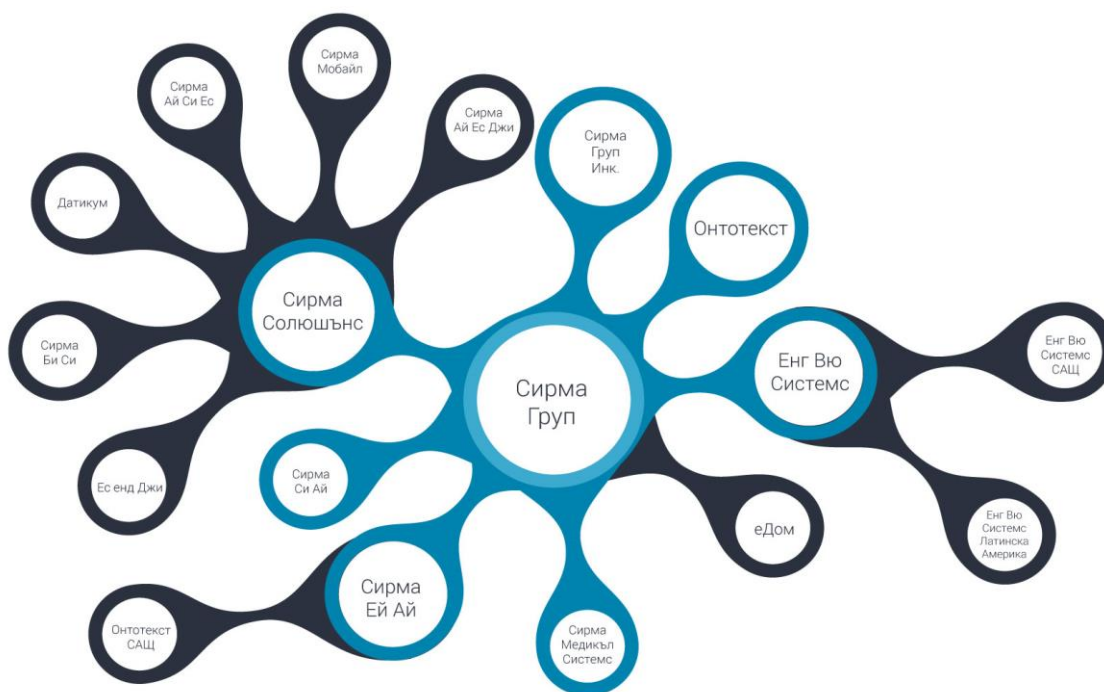 Сирма
Мобайл
Сирма
Ай Си Ес
Сирма
Ай Ес Джи
Сирма
Груп
Инк.
Датикум
Онтотекст
Сирма
Солюшънс
Сирма
Би Си
Енг Вю
Системс
Енг Вю
Системс
САЩ
Сирма
Груп
Сирма
Си Ай
Ес енд Джи
еДом
Енг Вю
Системс
Латинска
Америка
Сирма
Ей Ай
Онтотекст
САЩ
Сирма
Медикъл
Системс